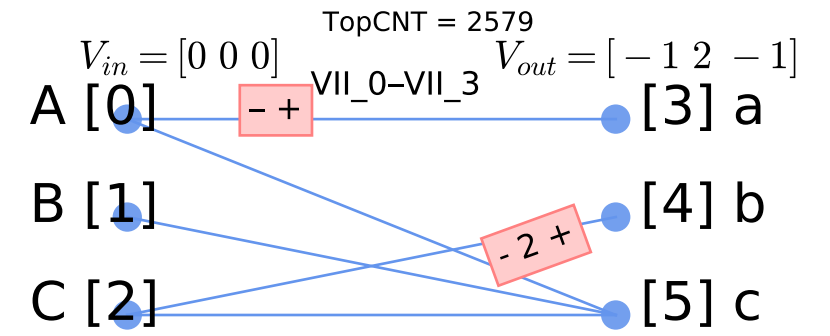 TopCNT = 2579
V_in = [0 0 0]
V_out = [ − 1 2 − 1]
VII_0–VII_3
A [0]
− +
[3] a
B [1]
[4] b
- 2 +
C [2]
[5] c